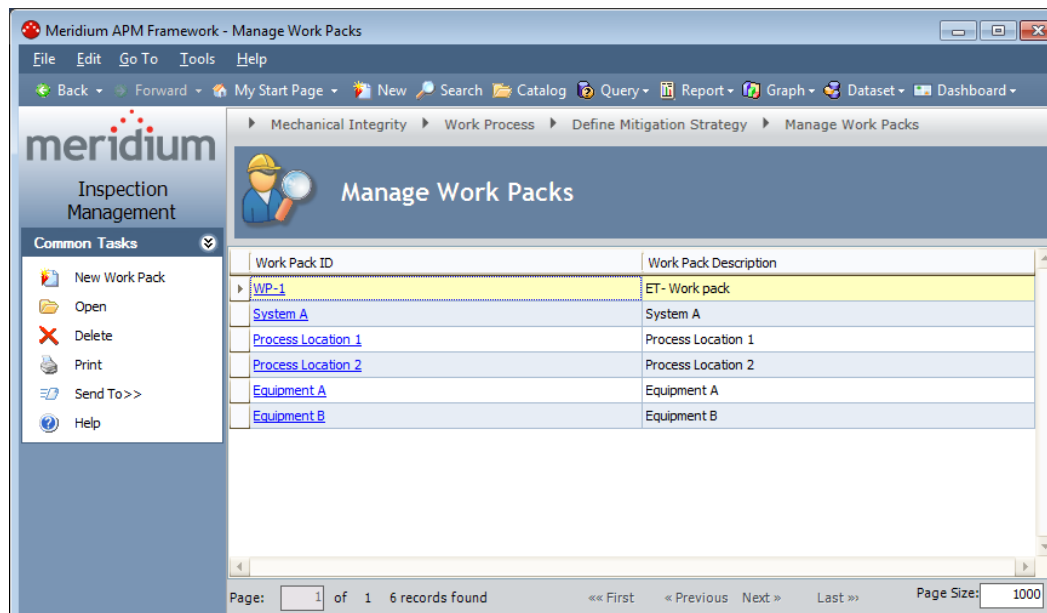 Meridium APM Framework - Manage Work Packs
File Edit Go To Tools Help
Back Forward My Start Page New Search Catalog Query Report Graph Dataset Dashboard
meridium
Inspection
Management
Mechanical Integrity Work Process Define Mitigation Strategy Manage Work Packs
Manage Work Packs
Common Tasks
New Work Pack
Open
Delete
Print
Send To>>
Help
Work Pack ID Work Pack Description
WP-1 ET- Work pack
System A System A
Process Location 1 Process Location 1
Process Location 2 Process Location 2
Equipment A Equipment A
Equipment B Equipment B
Page: 1 of 1 6 records found «« First « Previous Next » Last »» Page Size: 1000